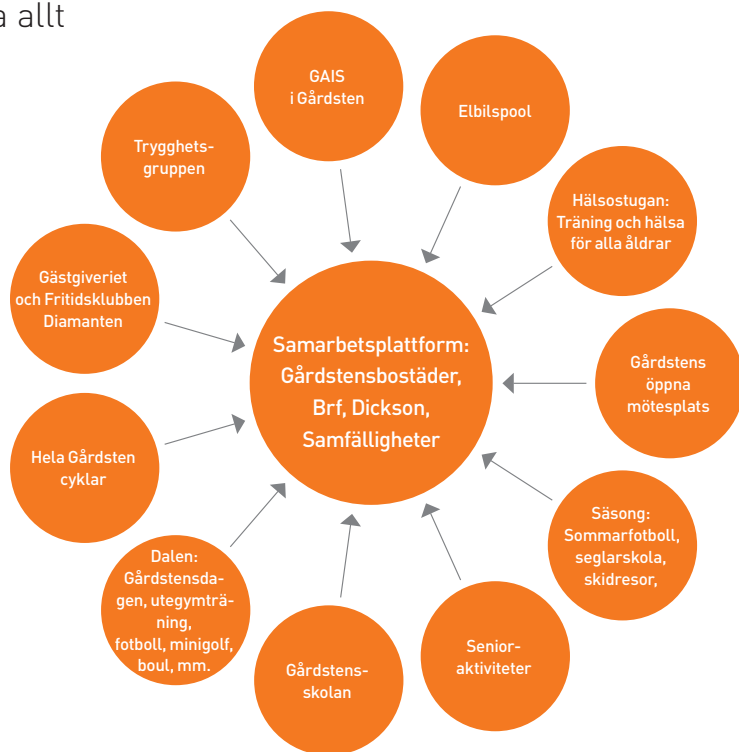 a allt
GAIS
i Gårdsten
Elbilspool
Trygghets-
gruppen
Hälsostugan:
Träning och hälsa
för alla åldrar
Gästgiveriet
och Fritidsklubben
Diamanten
Samarbetsplattform:
Gårdstensbostäder,
Brf, Dickson,
Samfälligheter
Gårdstens
öppna
mötesplats
Hela Gårdsten
cyklar
Säsong:
Sommarfotboll,
seglarskola,
skidresor,
Dalen:
Gårdstensda-
gen, utegymträ-
ning,
fotboll, minigolf,
boul, mm.
Senior-
aktiviteter
Gårdstens-
skolan